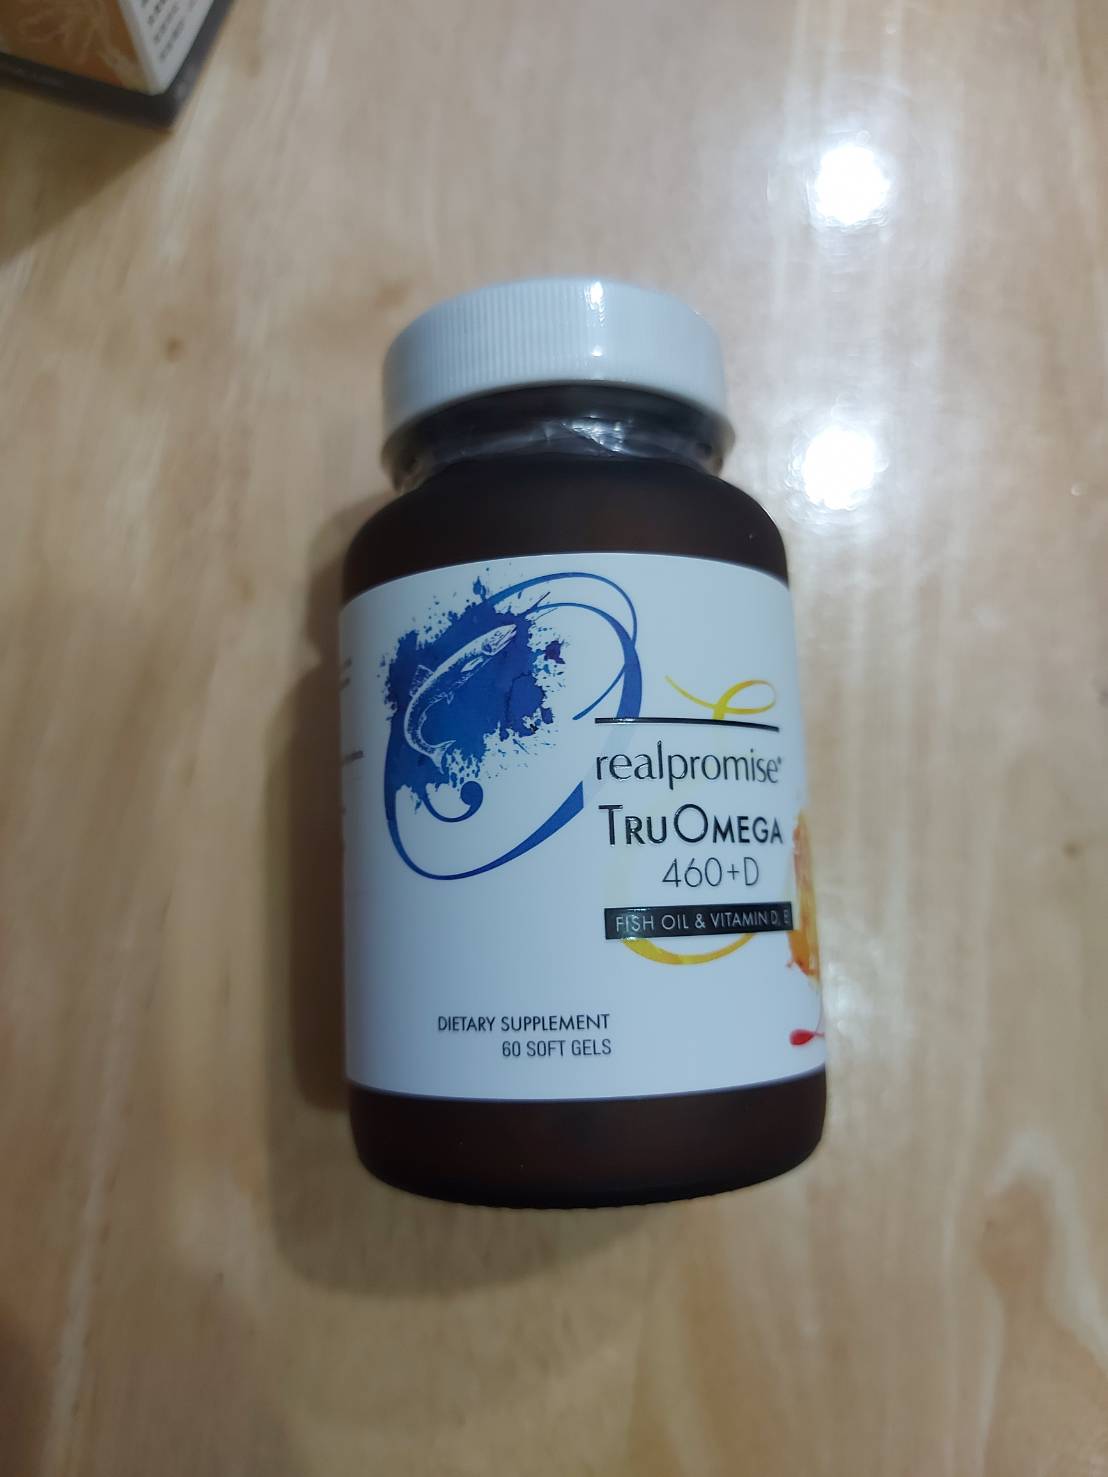 realpromise®
TRUOMEGA
460+D
FISH OIL & VITAMIN D, E
DIETARY SUPPLEMENT
60 SOFT GELS